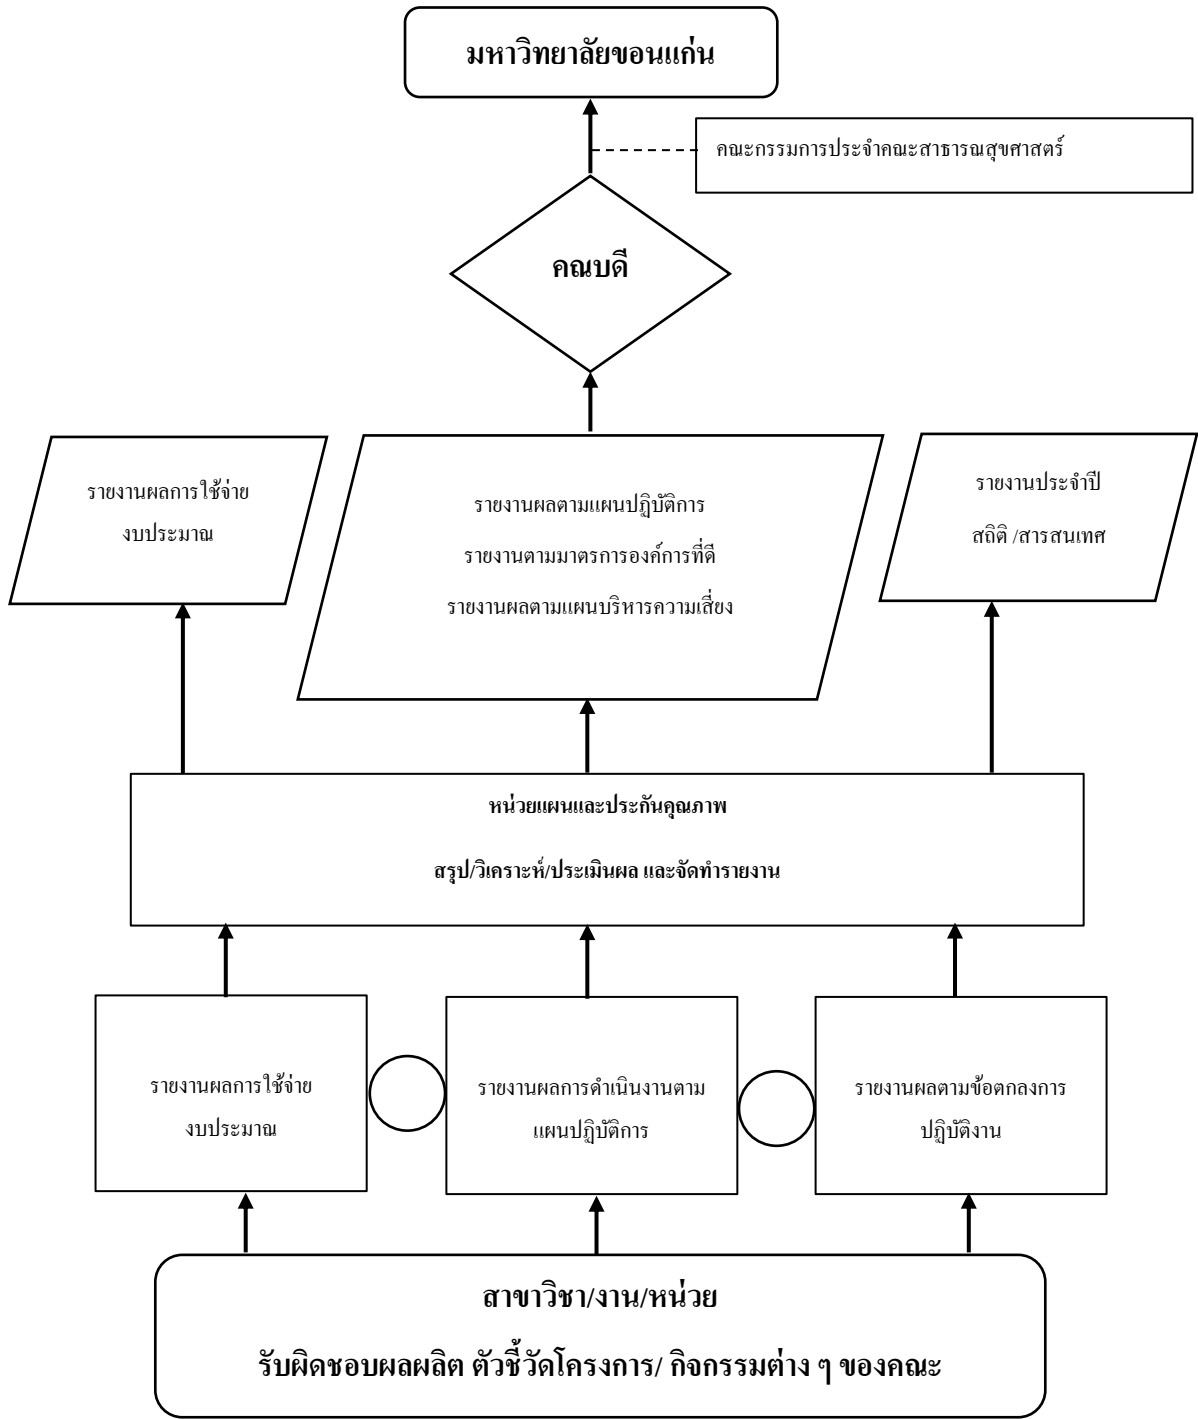 มหาวิทยาลัยขอนแก่น
คณะกรรมการประจำคณะสาธารณสุขศาสตร์
คณบดี
รายงานผลการใช้จ่าย
งบประมาณ
รายงานผลตามแผนปฏิบัติการ
รายงานตามมาตรการองค์การที่ดี
รายงานผลตามแผนบริหารความเสี่ยง
รายงานประจำปี
สถิติ /สารสนเทศ
หน่วยแผนและประกันคุณภาพ
สรุป/วิเคราะห์/ประเมินผล และจัดทำรายงาน
รายงานผลการใช้จ่าย
งบประมาณ
รายงานผลการดำเนินงานตาม
แผนปฏิบัติการ
รายงานผลตามข้อตกลงการ
ปฏิบัติงาน
สาขาวิชา/งาน/หน่วย
รับผิดชอบผลผลิต ตัวชี้วัดโครงการ/ กิจกรรมต่าง ๆ ของคณะ